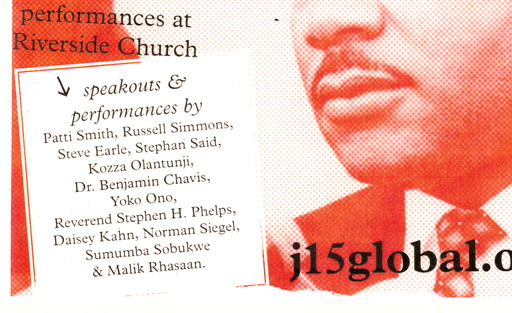 performances at
Riverside Church
speakouts &
performances by
Patti Smith, Russell Simmons,
Steve Earle, Stephan Said,
Kozza Olantunji,
Dr. Benjamin Chavis,
Yoko Ono,
Reverend Stephen H. Phelps,
Daisey Kahn, Norman Siegel,
Sumumba Sobukwe
& Malik Rhasaan.
j15global.o